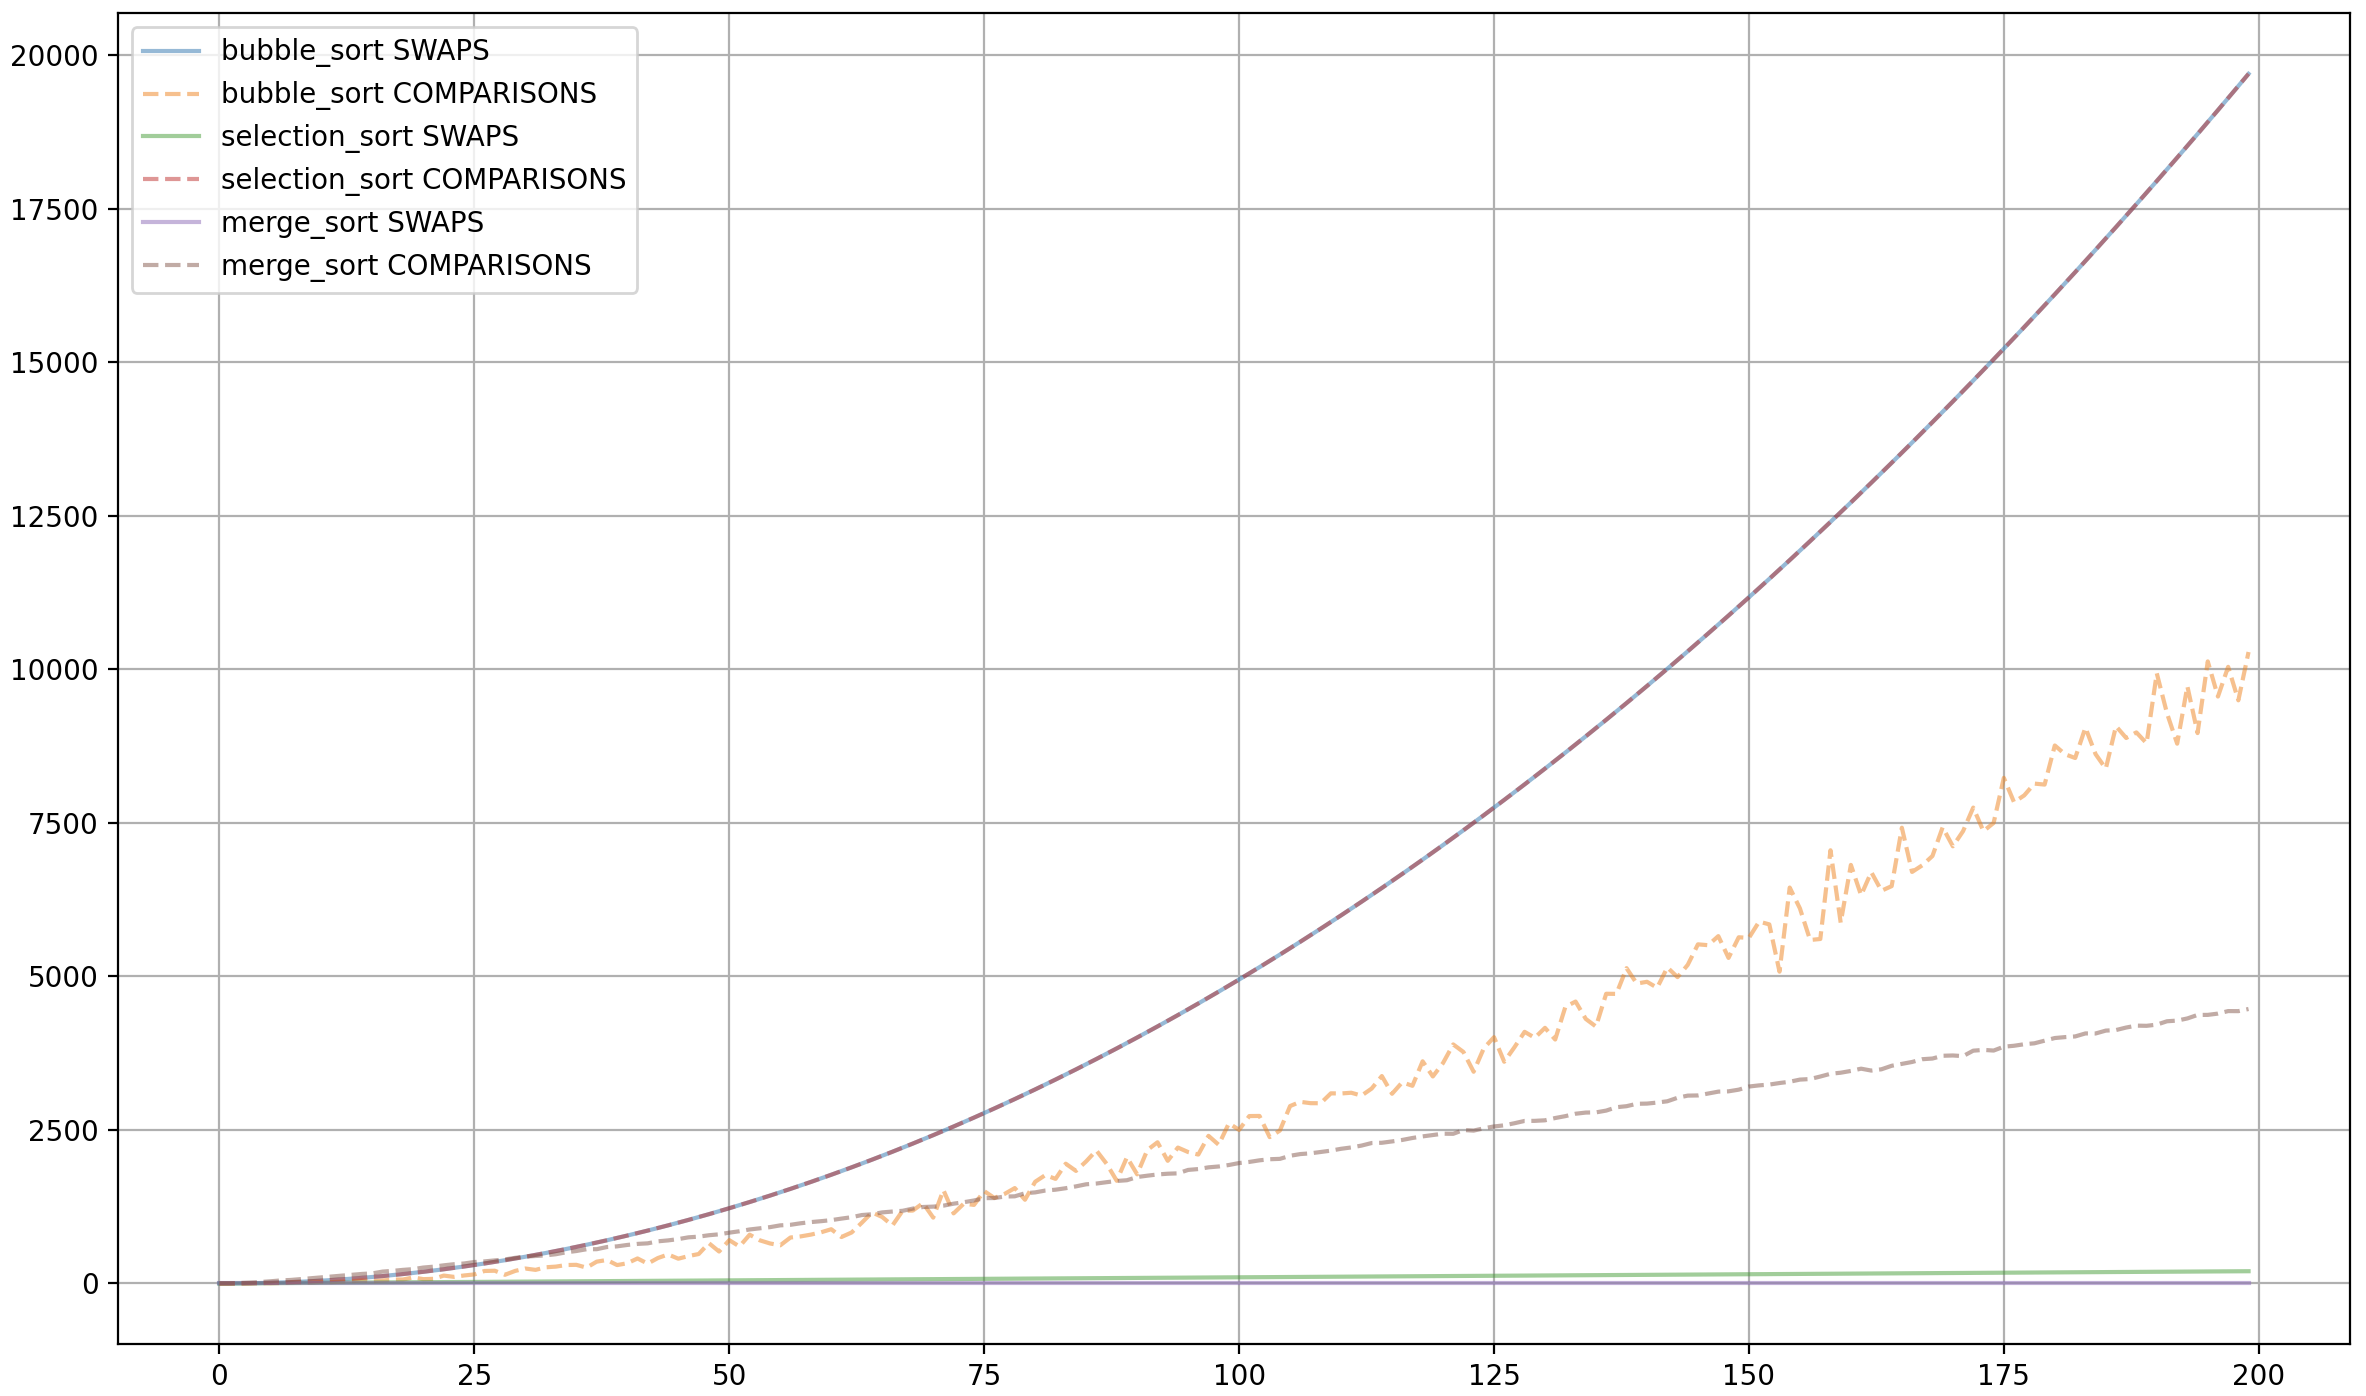 20000
17500
15000
12500
10000
7500
5000
2500
0
bubble_sort SWAPS
bubble_sort COMPARISONS
selection_sort SWAPS
selection_sort COMPARISONS
merge_sort SWAPS
merge_sort COMPARISONS
0 25 50 75 100 125 150 175 200